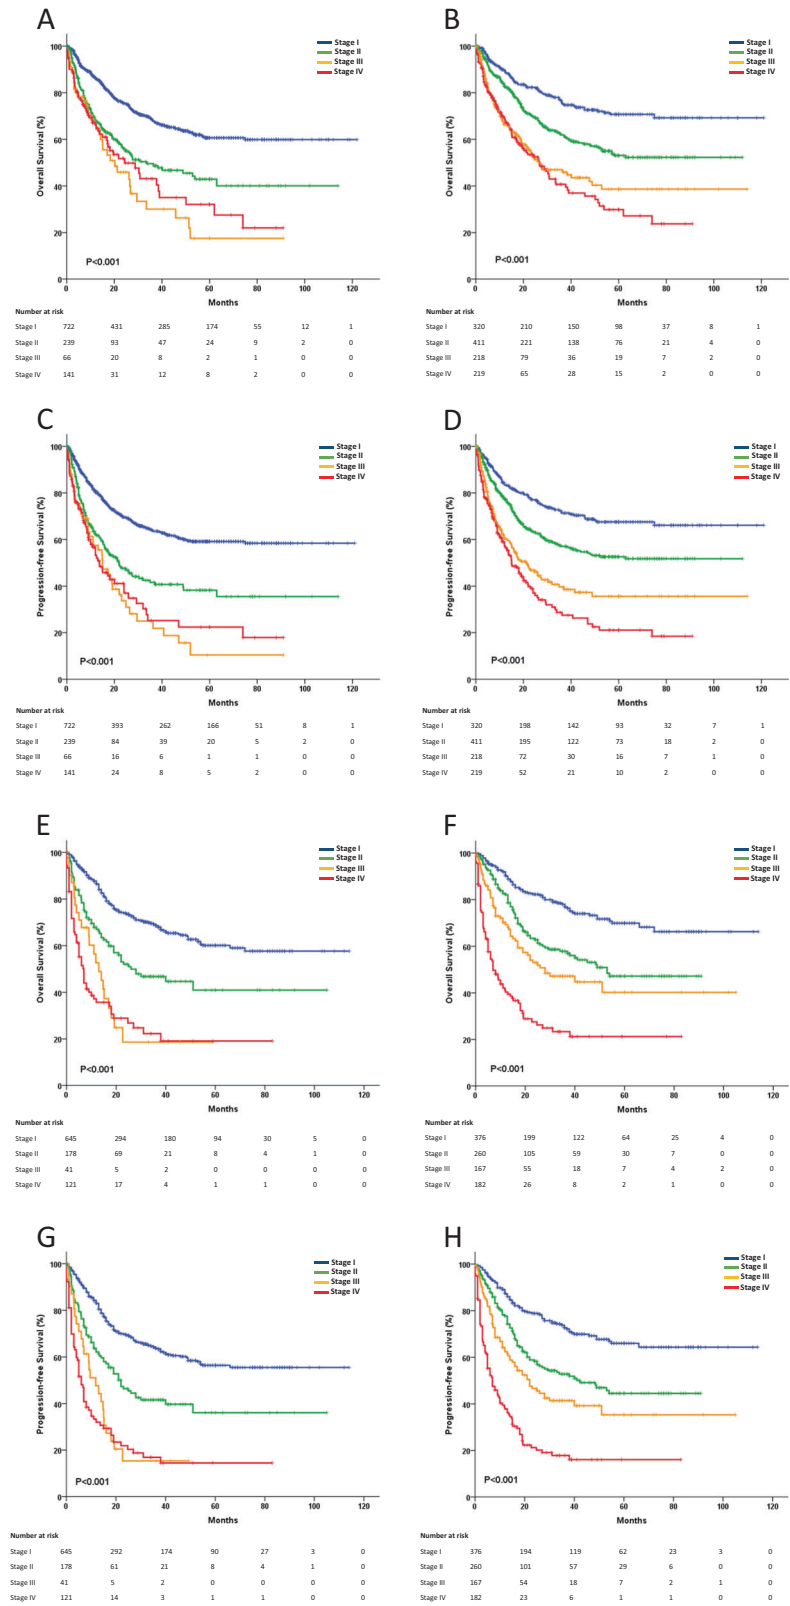 A
100
80
60
40
20
0
Overall Survival (%)
Stage I
Stage II
Stage III
Stage IV
P<0.001
0 20 40 60 80 100 120
Months
Number at risk
Stage I 722 431 285 174 55 12 1
Stage II 239 93 47 24 9 2 0
Stage III 66 20 8 2 1 0 0
Stage IV 141 31 12 8 2 0 0
B
100
80
60
40
20
0
Overall Survival (%)
Stage I
Stage II
Stage III
Stage IV
P<0.001
0 20 40 60 80 100 120
Months
Number at risk
Stage I 320 210 150 98 37 8 1
Stage II 411 221 138 76 21 4 0
Stage III 218 79 36 19 7 2 0
Stage IV 219 65 28 15 2 0 0
C
100
80
60
40
20
0
Progression-free Survival (%)
Stage I
Stage II
Stage III
Stage IV
P<0.001
0 20 40 60 80 100 120
Months
Number at risk
Stage I 722 393 262 166 51 8 1
Stage II 239 84 39 20 5 2 0
Stage III 66 16 6 1 1 0 0
Stage IV 141 24 8 5 2 0 0
D
100
80
60
40
20
0
Progression-free Survival (%)
Stage I
Stage II
Stage III
Stage IV
P<0.001
0 20 40 60 80 100 120
Months
Number at risk
Stage I 320 198 142 93 32 7 1
Stage II 411 195 122 73 18 2 0
Stage III 218 72 30 16 7 1 0
Stage IV 219 52 21 10 2 0 0
E
100
80
60
40
20
0
Overall Survival (%)
Stage I
Stage II
Stage III
Stage IV
P<0.001
0 20 40 60 80 100 120
Months
Number at risk
Stage I 645 294 180 94 30 5 0
Stage II 178 69 21 8 4 1 0
Stage III 41 5 2 0 0 0 0
Stage IV 121 17 4 1 1 0 0
F
100
80
60
40
20
0
Overall Survival (%)
Stage I
Stage II
Stage III
Stage IV
P<0.001
0 20 40 60 80 100 120
Months
Number at risk
Stage I 376 199 122 64 25 4 0
Stage II 260 105 59 30 7 0 0
Stage III 167 55 18 7 4 2 0
Stage IV 182 26 8 2 1 0 0
G
100
80
60
40
20
0
Progression-free Survival (%)
Stage I
Stage II
Stage III
Stage IV
P<0.001
0 20 40 60 80 100 120
Months
Number at risk
Stage I 645 292 174 90 27 3 0
Stage II 178 61 21 8 4 1 0
Stage III 41 5 2 0 0 0 0
Stage IV 121 14 3 1 1 0 0
H
100
80
60
40
20
0
Progression-free Survival (%)
Stage I
Stage II
Stage III
Stage IV
P<0.001
0 20 40 60 80 100 120
Months
Number at risk
Stage I 376 194 119 62 23 3 0
Stage II 260 101 57 29 6 0 0
Stage III 167 54 18 7 2 1 0
Stage IV 182 23 6 1 1 0 0